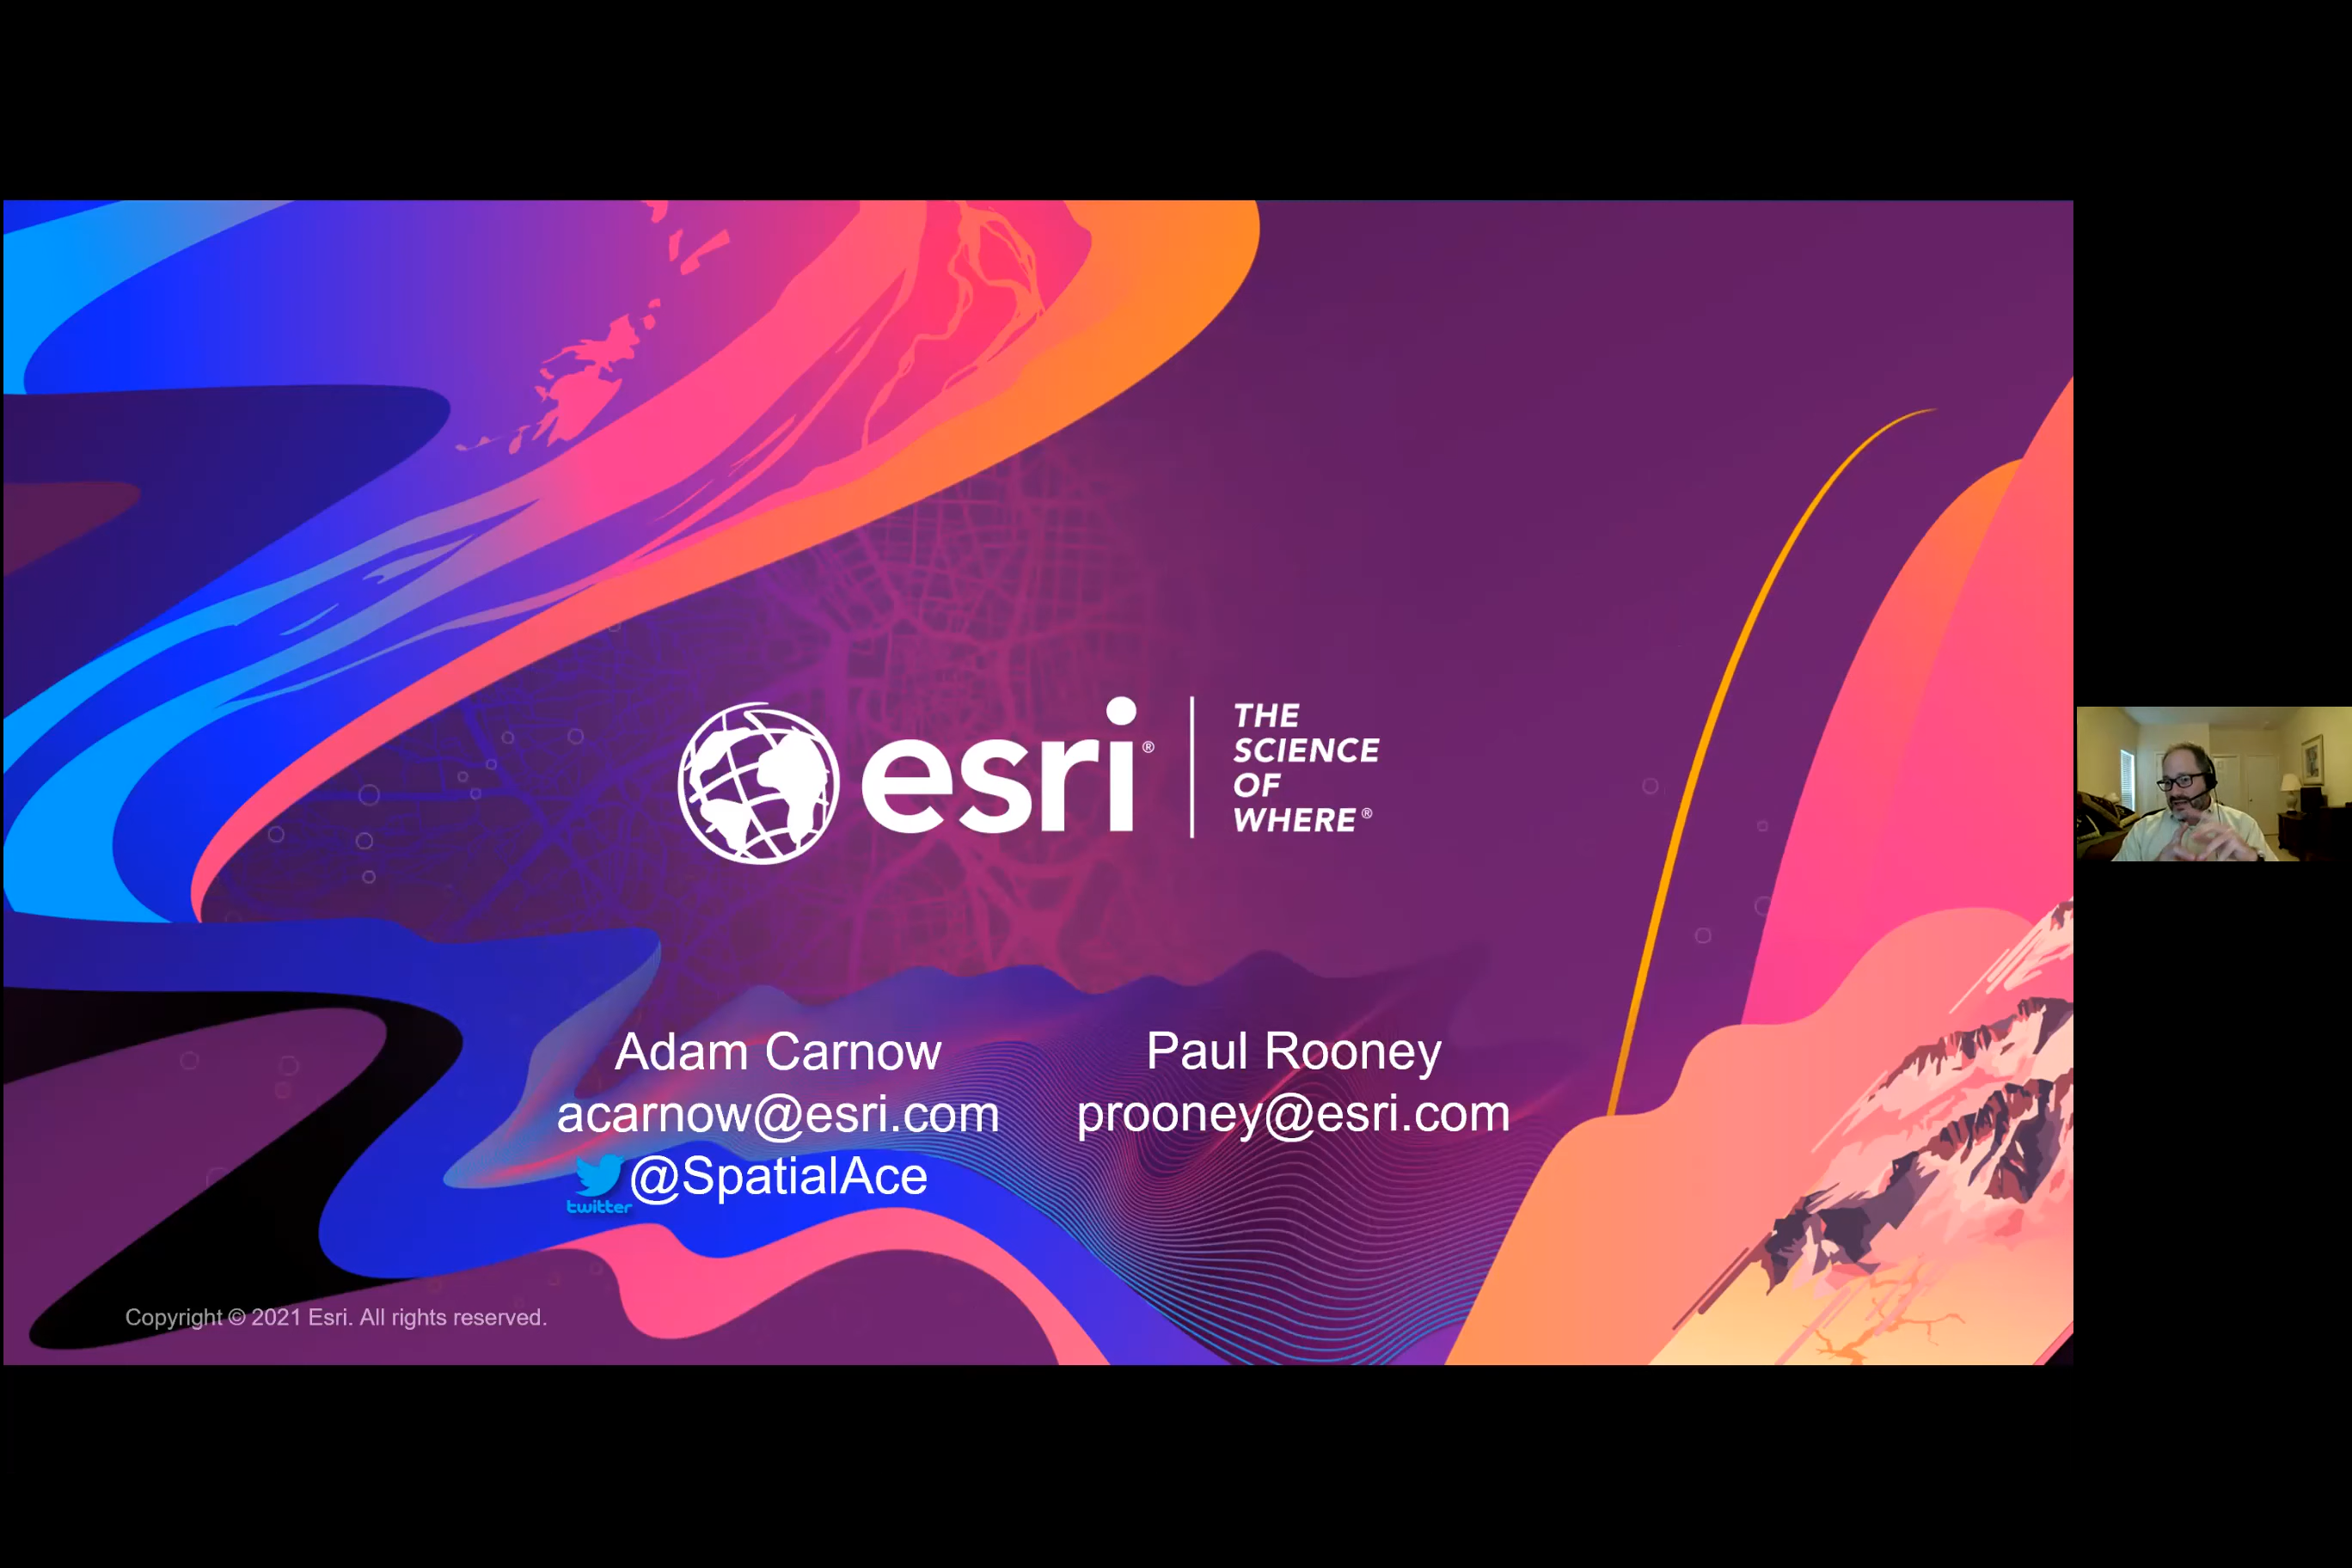 esri®
THE
SCIENCE
OF
WHERE®
Adam Carnow
acarnow@esri.com
twitter
@SpatialAce
Paul Rooney
prooney@esri.com
Copyright © 2021 Esri. All rights reserved.